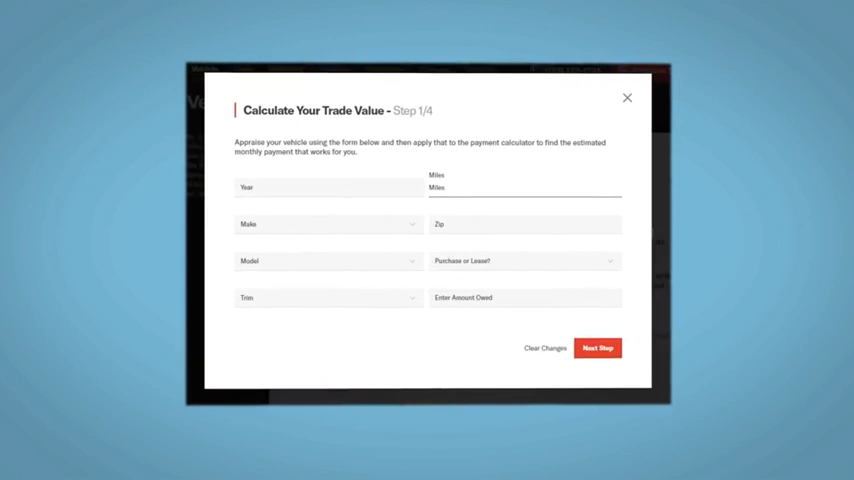 Calculate Your Trade Value - Step 1/4
Appraise your vehicle using the form below and then apply that to the payment calculator to find the estimated
monthly payment that works for you.
Miles
Year
Miles
Make
Zip
Model
Purchase or Lease?
Trim
Enter Amount Owed
Clear Changes
Next Step